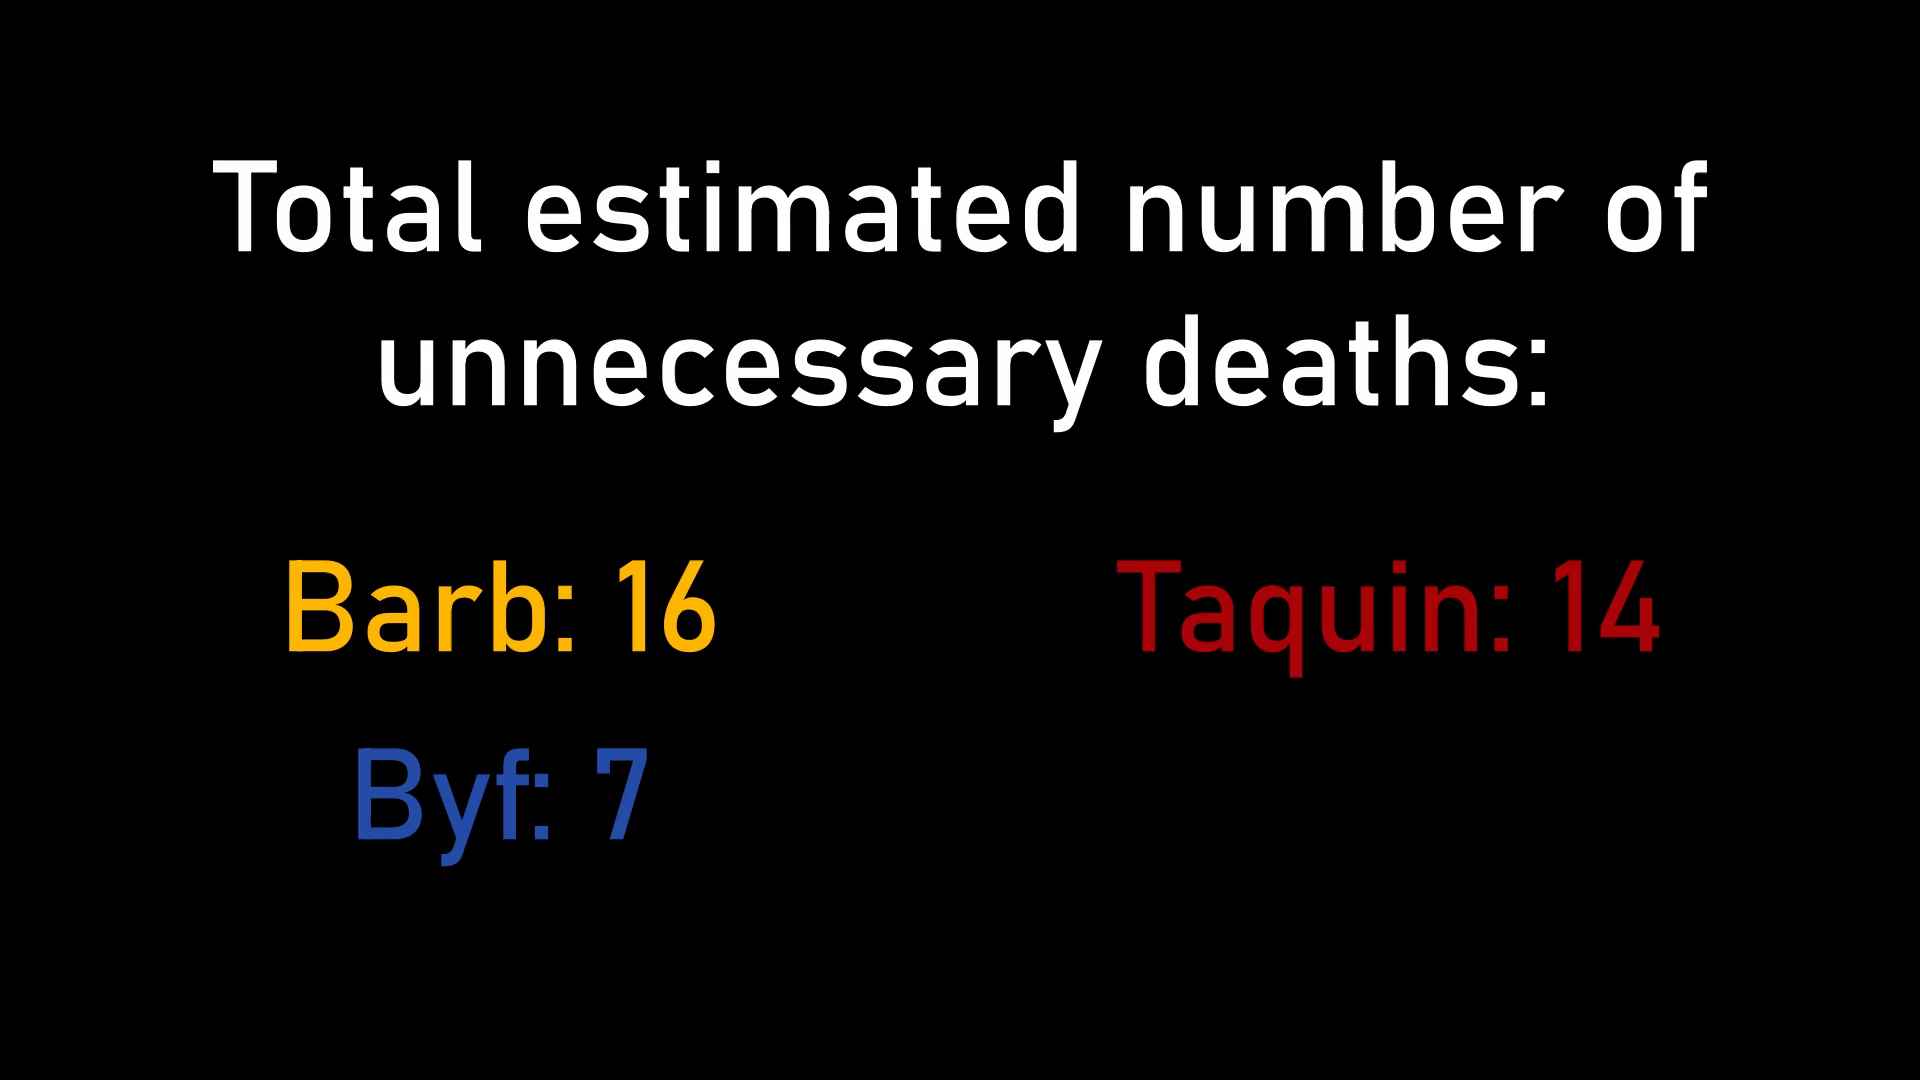 Total estimated number of
unnecessary deaths:
Barb: 16
Taquin: 14
Byf: 7